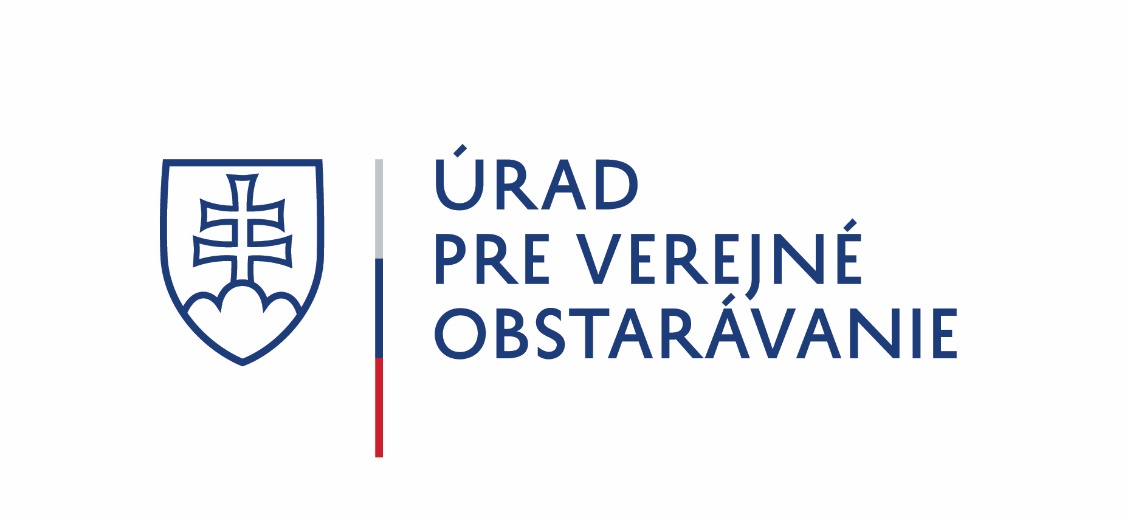 ÚRAD
PRE VEREJNÉ
OBSTARÁVANIE